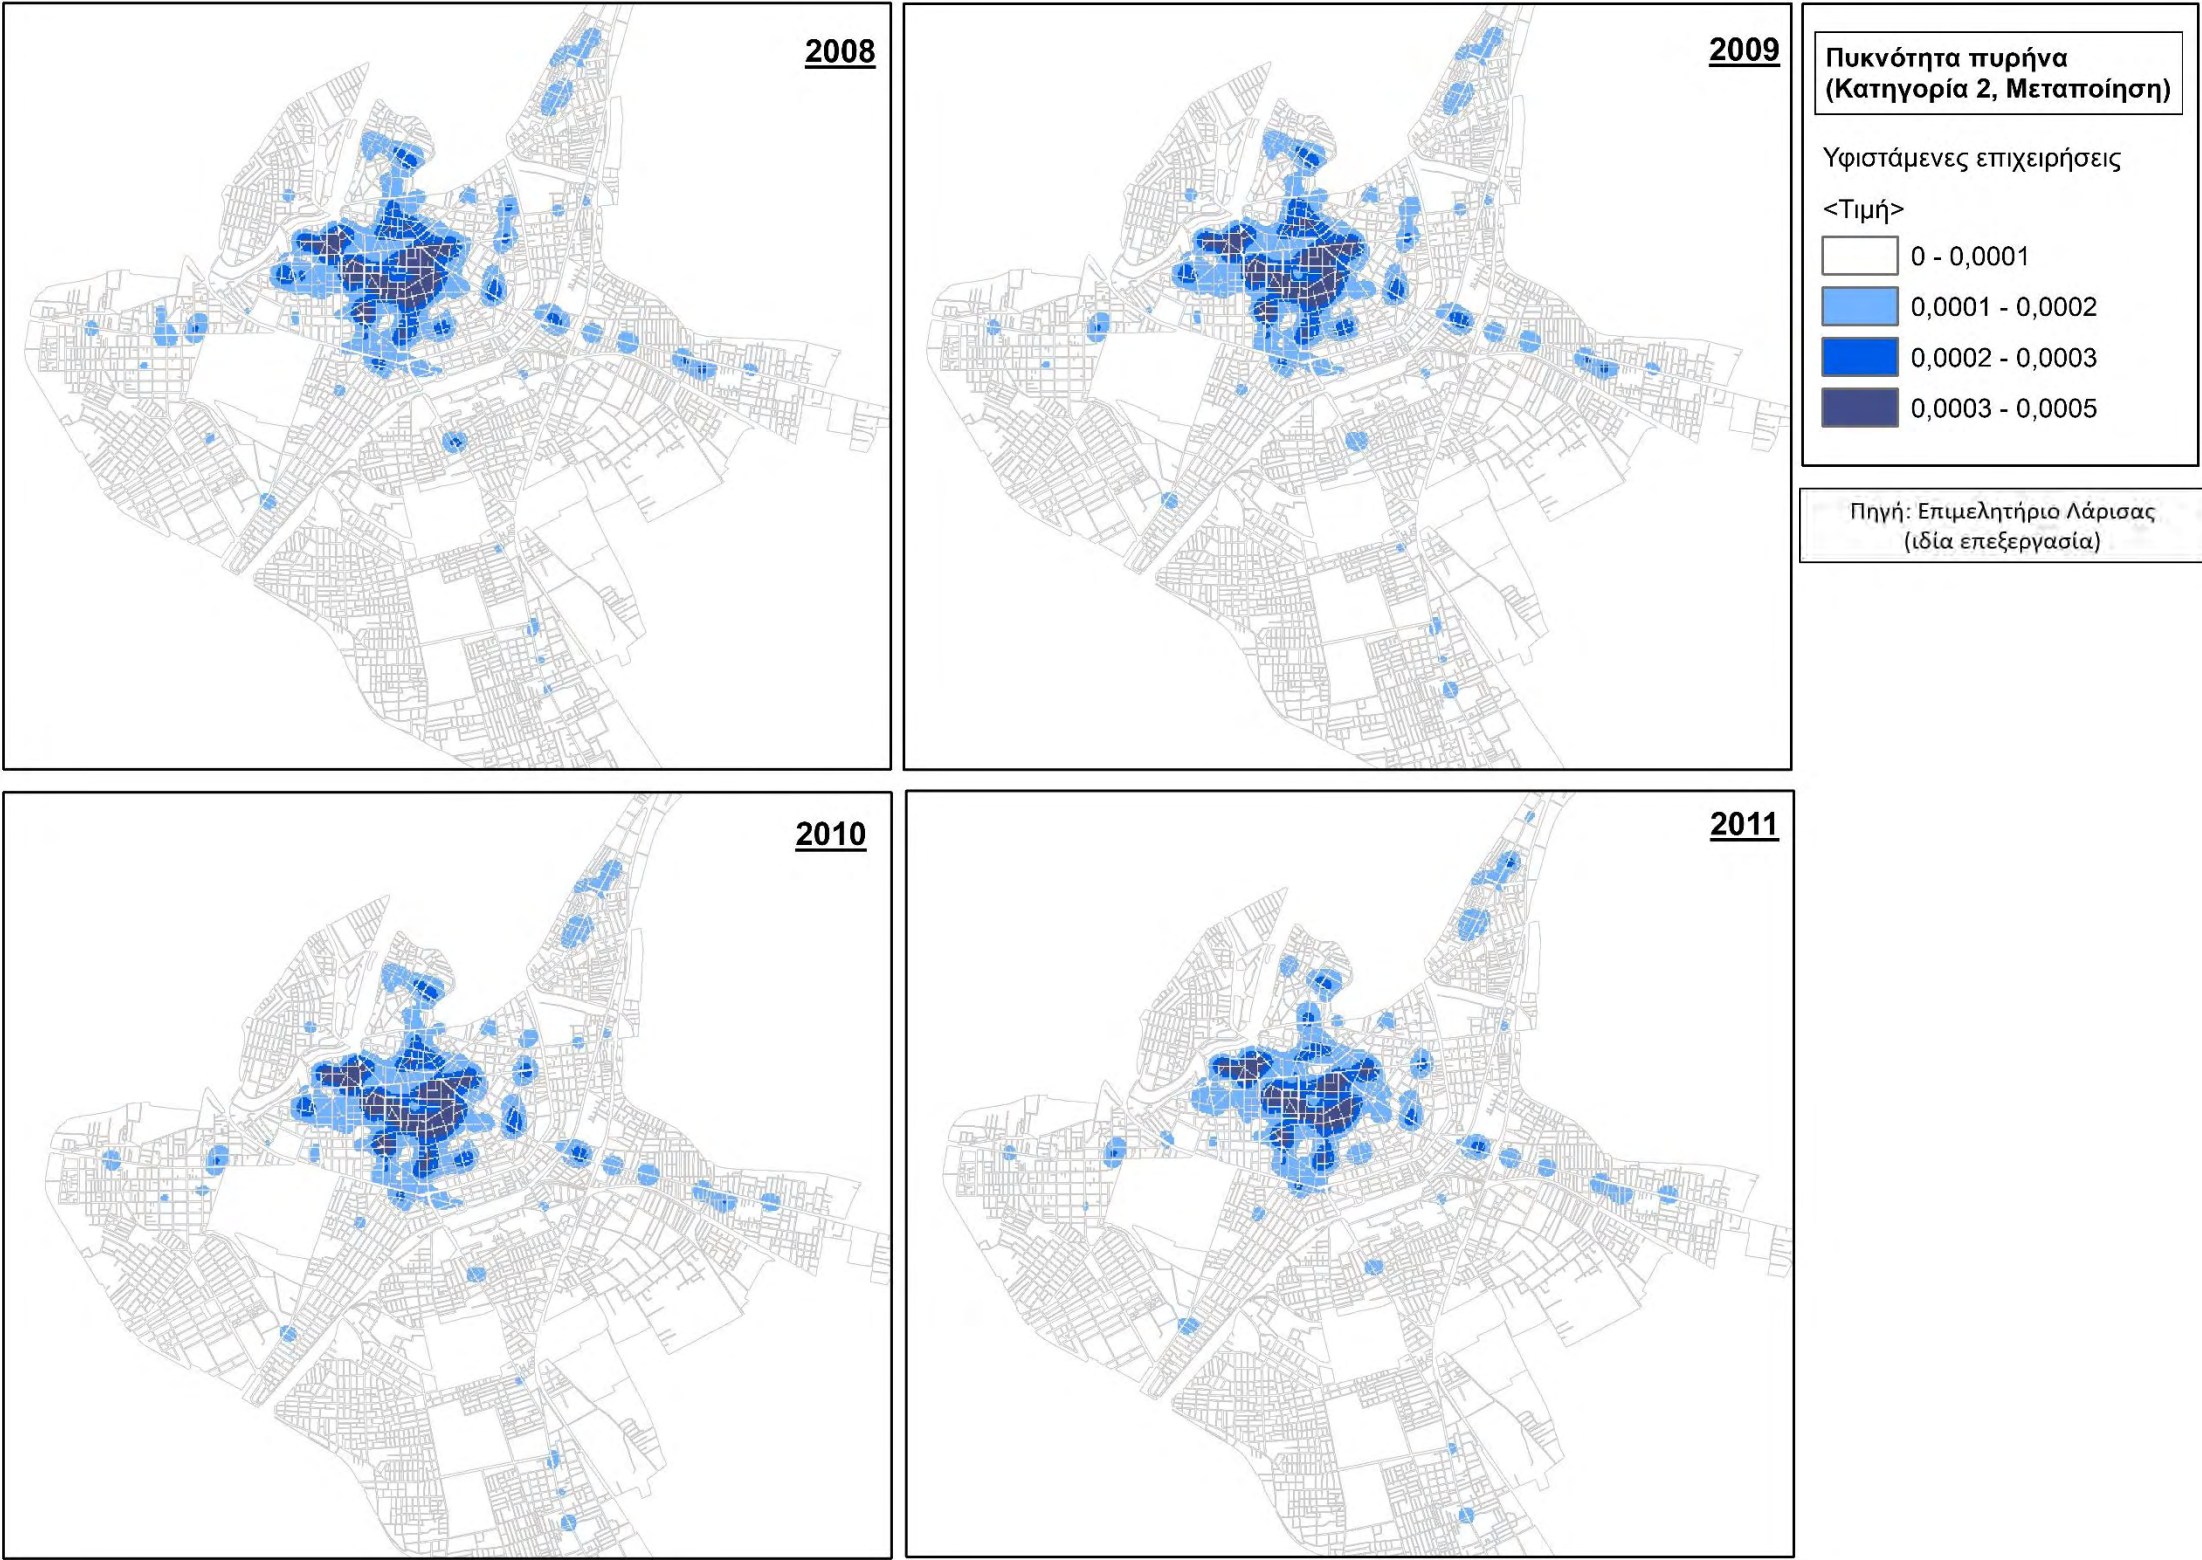 2008
2009
Πυκνότητα πυρήνα
(Κατηγορία 2, Μεταποίηση)
Υφιστάμενες επιχειρήσεις
<Τιμή>
0 - 0,0001
0,0001 - 0,0002
0,0002 - 0,0003
0,0003 - 0,0005
Πηγή: Επιμελητήριο Λάρισας
(ιδία επεξεργασία)
2010
2011